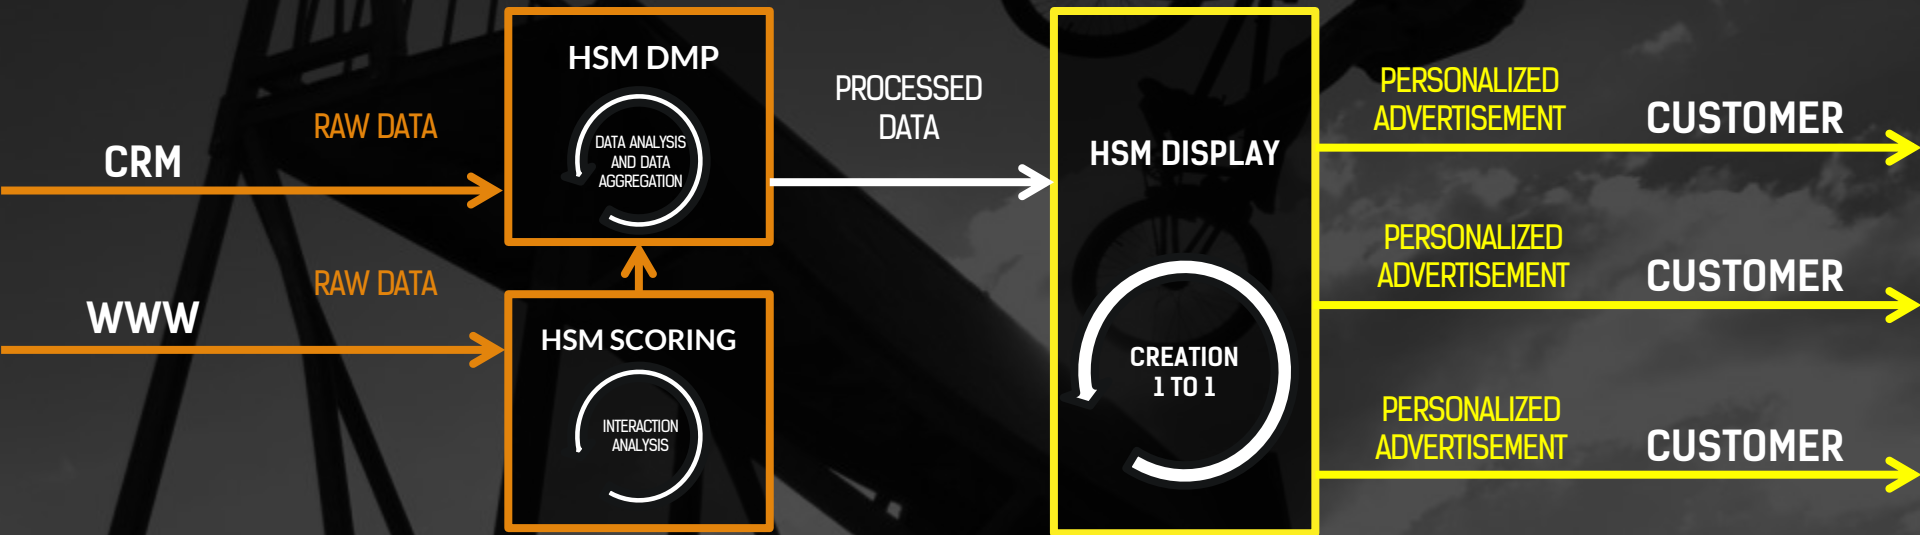 CRM
RAW DATA
WWW
RAW DATA
HSM DMP
DATA ANALYSIS
AND DATA
AGGREGATION
HSM SCORING
INTERACTION
ANALYSIS
PROCESSED
DATA
HSM DISPLAY
CREATION
1 TO 1
PERSONALIZED
ADVERTISEMENT
CUSTOMER
PERSONALIZED
ADVERTISEMENT
CUSTOMER
PERSONALIZED
ADVERTISEMENT
CUSTOMER